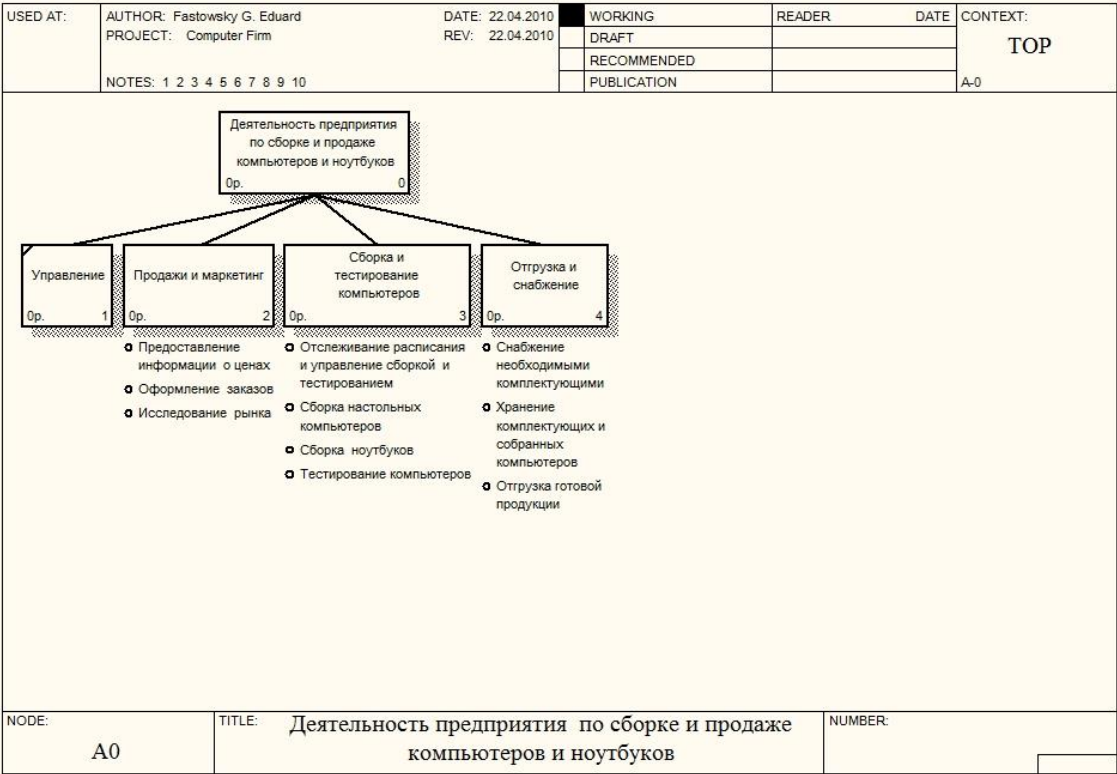 USED AT:
AUTHOR: Fastowsky G. Eduard
DATE: 22.04.2010
PROJECT: Computer Firm
REV: 22.04.2010
NOTES: 1 2 3 4 5 6 7 8 9 10
WORKING
DRAFT
RECOMMENDED
PUBLICATION
READER
DATE
CONTEXT:
TOP
A-0
Деятельность предприятия
по сборке и продаже
компьютеров и ноутбуков
0р. 0
Управление
0р. 1
Продажи и маркетинг
0р. 2
Сборка и
тестирование
компьютеров
0р. 3
Отгрузка и
снабжение
0р. 4
Предоставление
информации о ценах
Оформление заказов
Исследование рынка
Отслеживание расписания
и управление сборкой и
тестированием
Сборка настольных
компьютеров
Сборка ноутбуков
Тестирование компьютеров
Снабжение
необходимыми
комплектующими
Хранение
комплектующих и
собранных
компьютеров
Отгрузка готовой
продукции
NODE:
A0
TITLE:
Деятельность предприятия по сборке и продаже
компьютеров и ноутбуков
NUMBER: